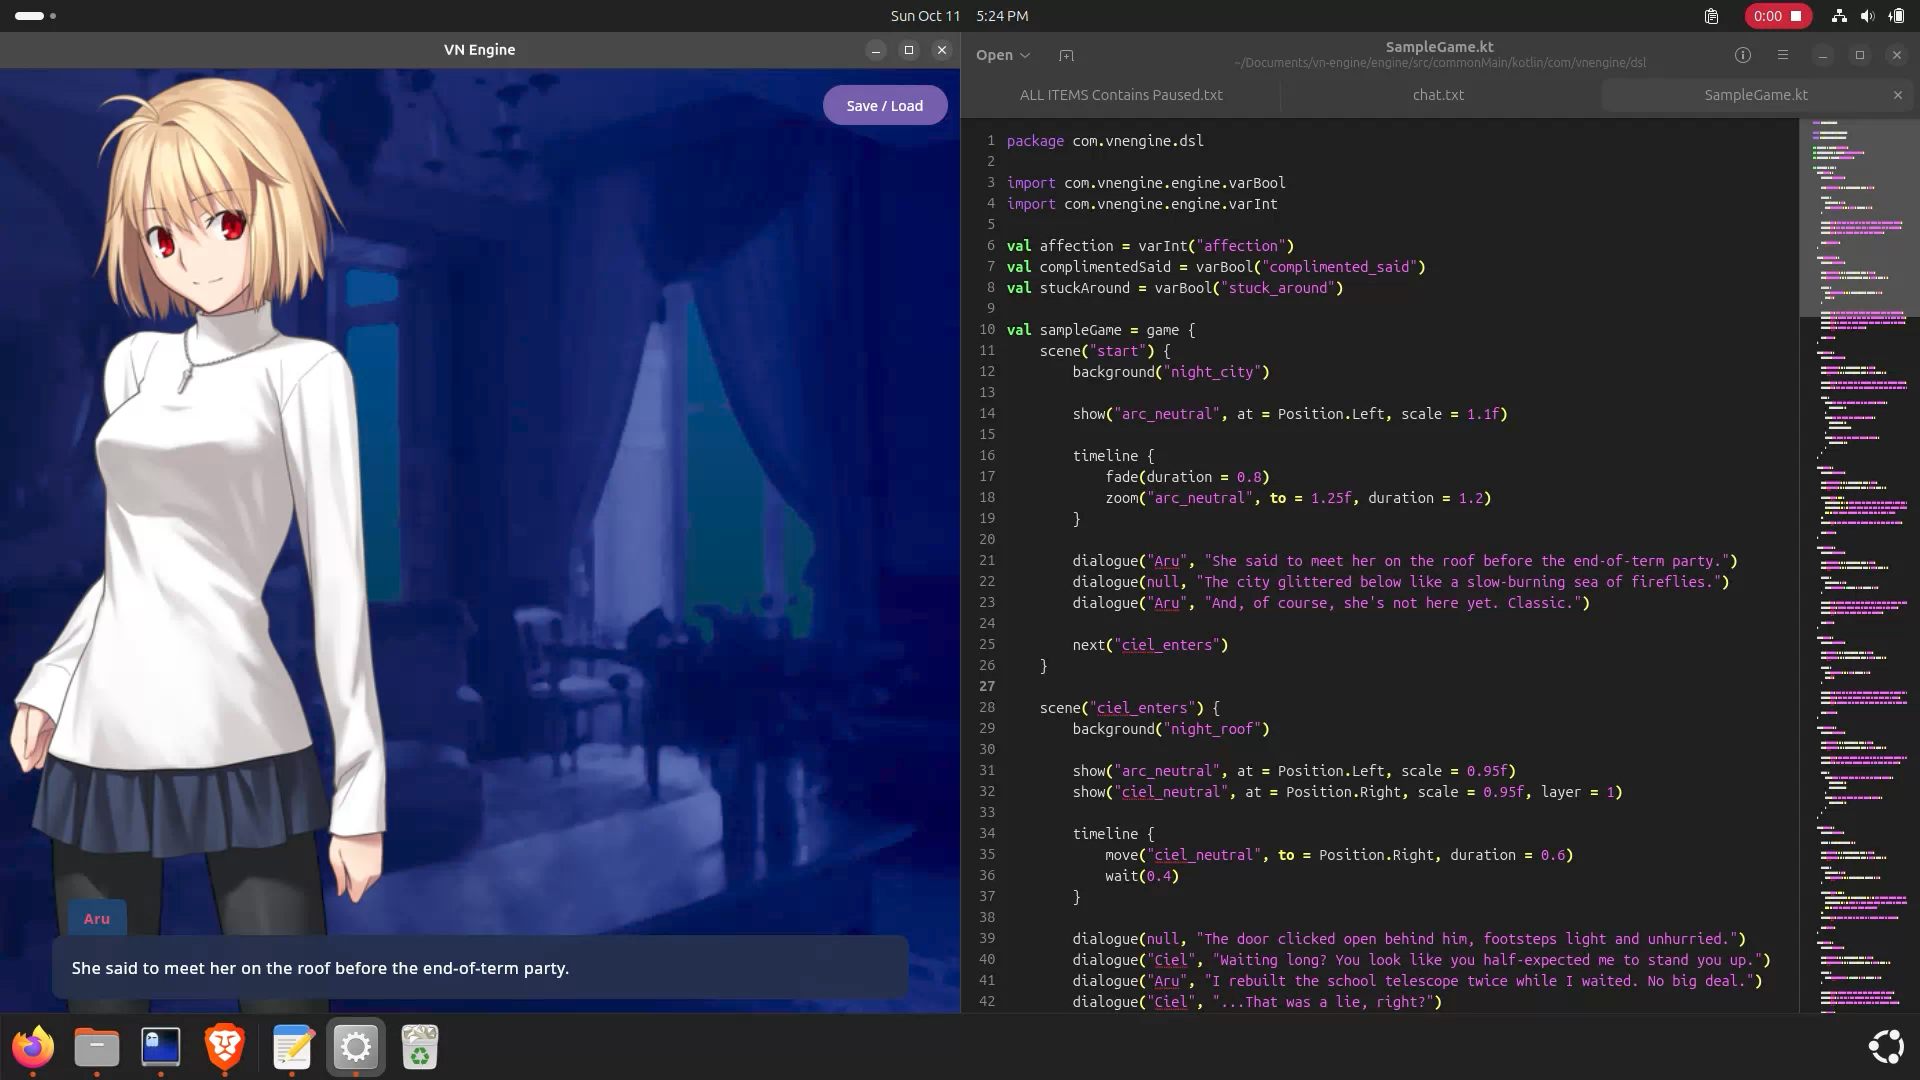 Sun Oct 11 5:24 PM
0:00
VN Engine
Save / Load
Aru
She said to meet her on the roof before the end-of-term party.
Open
SampleGame.kt
~/Documents/vn-engine/engine/src/commonMain/kotlin/com/vnengine/dsl
ALL ITEMS Contains Paused.txt
chat.txt
SampleGame.kt
1 package com.vnengine.dsl
2
3 import com.vnengine.engine.varBool
4 import com.vnengine.engine.varInt
5
6 val affection = varInt("affection")
7 val complimentedSaid = varBool("complimented_said")
8 val stuckAround = varBool("stuck_around")
9
10 val sampleGame = game {
11     scene("start") {
12         background("night_city")
13
14         show("arc_neutral", at = Position.Left, scale = 1.1f)
15
16         timeline {
17             fade(duration = 0.8)
18             zoom("arc_neutral", to = 1.25f, duration = 1.2)
19         }
20
21         dialogue("Aru", "She said to meet her on the roof before the end-of-term party.")
22         dialogue(null, "The city glittered below like a slow-burning sea of fireflies.")
23         dialogue("Aru", "And, of course, she's not here yet. Classic.")
24
25         next("ciel_enters")
26     }
27
28     scene("ciel_enters") {
29         background("night_roof")
30
31         show("arc_neutral", at = Position.Left, scale = 0.95f)
32         show("ciel_neutral", at = Position.Right, scale = 0.95f, layer = 1)
33
34         timeline {
35             move("ciel_neutral", to = Position.Right, duration = 0.6)
36             wait(0.4)
37         }
38
39         dialogue(null, "The door clicked open behind him, footsteps light and unhurried.")
40         dialogue("Ciel", "Waiting long? You look like you half-expected me to stand you up.")
41         dialogue("Aru", "I rebuilt the school telescope twice while I waited. No big deal.")
42         dialogue("Ciel", "...That was a lie, right?")